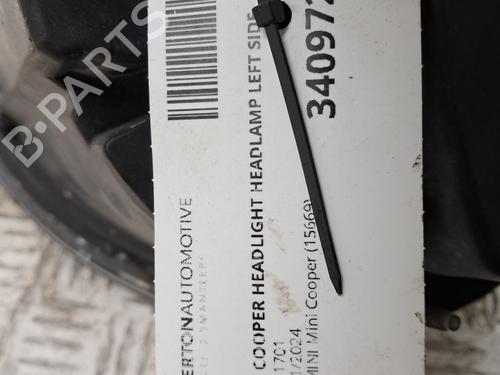 B·PARTS
ERTONAUTOMOTIVE
COOPER HEADLIGHT HEADLAMP LEFT SIDE
1701
1/2024
MINI Mini Cooper (15669)
340972